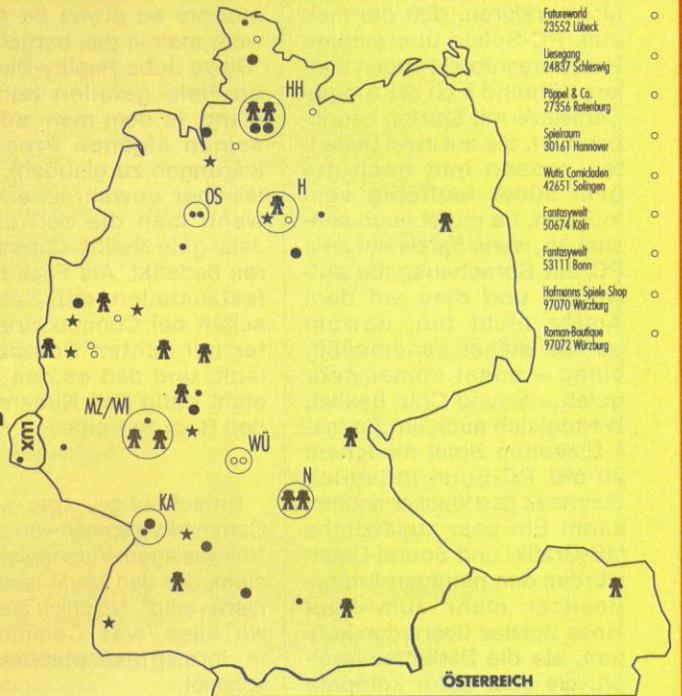 Futureworld
23552 Lübeck
Liesegang
24837 Schleswig
Pöppel & Co.
27356 Rotenburg
Spielraum
30161 Hannover
Wutis Comicladen
42651 Solingen
Fantasywelt
50674 Köln
Fantasywelt
53111 Bonn
Hofmanns Spiele Shop
97070 Würzburg
Roman-Boutique
97072 Würzburg
HH
OS
H
MZ/WI
LUX
WÜ
N
KA
ÖSTERREICH